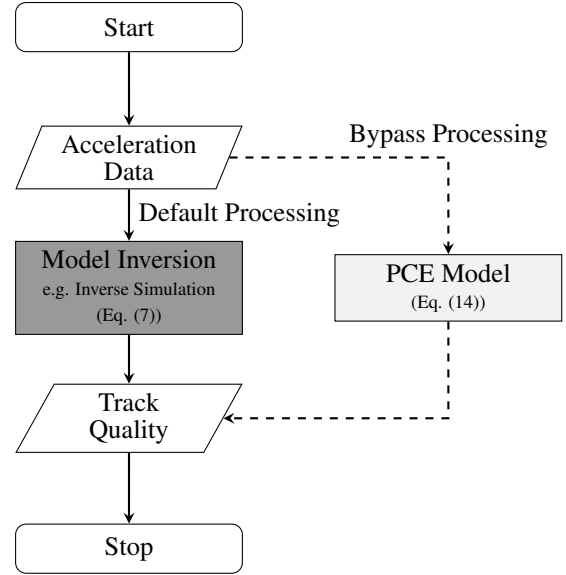 Start
Acceleration
Data
Bypass Processing
Default Processing
Model Inversion
e.g. Inverse Simulation
(Eq. (7))
PCE Model
(Eq. (14))
Track
Quality
Stop